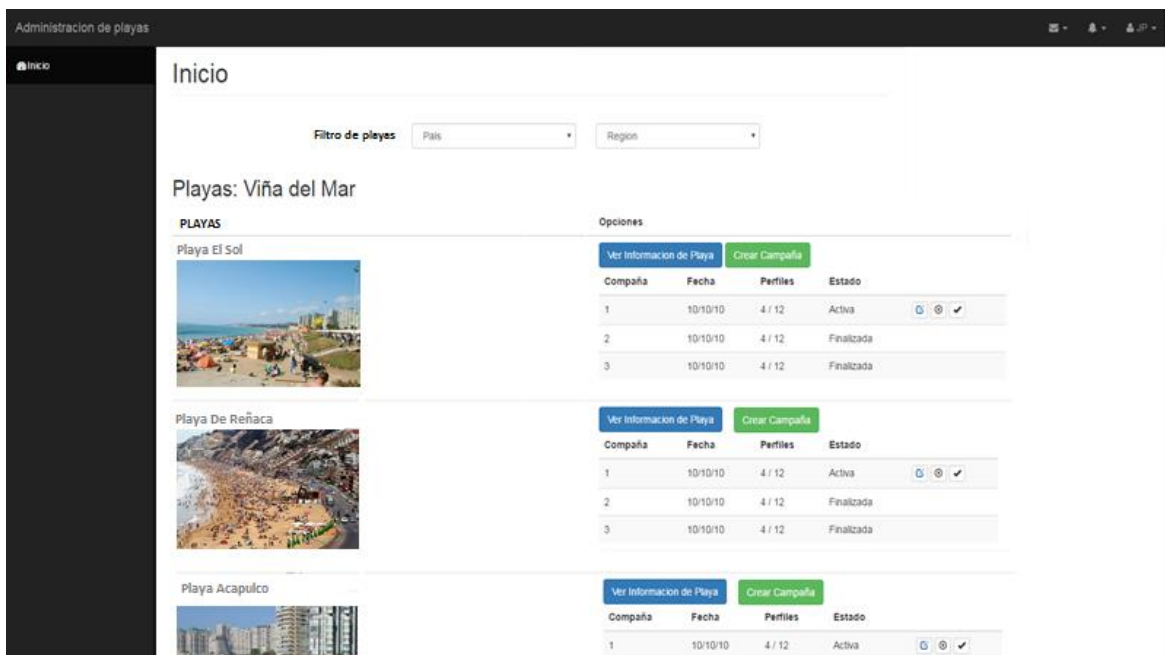 Administracion de playas
JP
Inicio
Inicio
Filtro de playas Pais Region
Playas: Viña del Mar
PLAYAS Opciones
Playa El Sol
Ver Informacion de Playa Crear Campaña
Compaña Fecha Perfiles Estado
1 10/10/10 4 / 12 Activa
2 10/10/10 4 / 12 Finalizada
3 10/10/10 4 / 12 Finalizada
Playa De Reñaca
Ver Informacion de Playa Crear Campaña
Compaña Fecha Perfiles Estado
1 10/10/10 4 / 12 Activa
2 10/10/10 4 / 12 Finalizada
3 10/10/10 4 / 12 Finalizada
Playa Acapulco
Ver Informacion de Playa Crear Campaña
Compaña Fecha Perfiles Estado
1 10/10/10 4 / 12 Activa